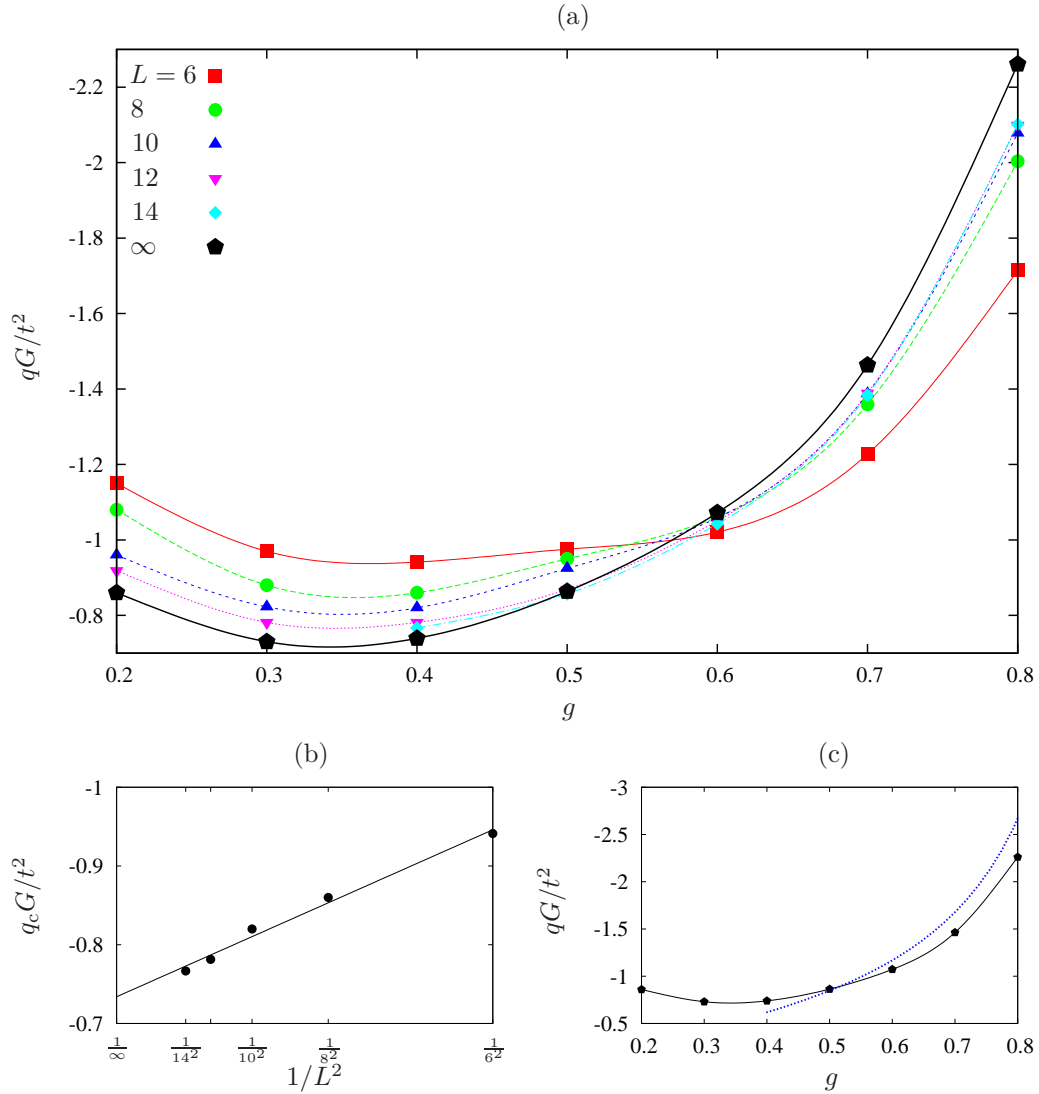 (a)
qG/t²
-2.2
-2
-1.8
-1.6
-1.4
-1.2
-1
-0.8
L = 6
8
10
12
14
∞
0.2 0.3 0.4 0.5 0.6 0.7 0.8
g
(b)
q_c G/t²
-1
-0.9
-0.8
-0.7
1/∞ 1/14² 1/10² 1/8² 1/6²
1/L²
(c)
qG/t²
-3
-2.5
-2
-1.5
-1
-0.5
0.2 0.3 0.4 0.5 0.6 0.7 0.8
g